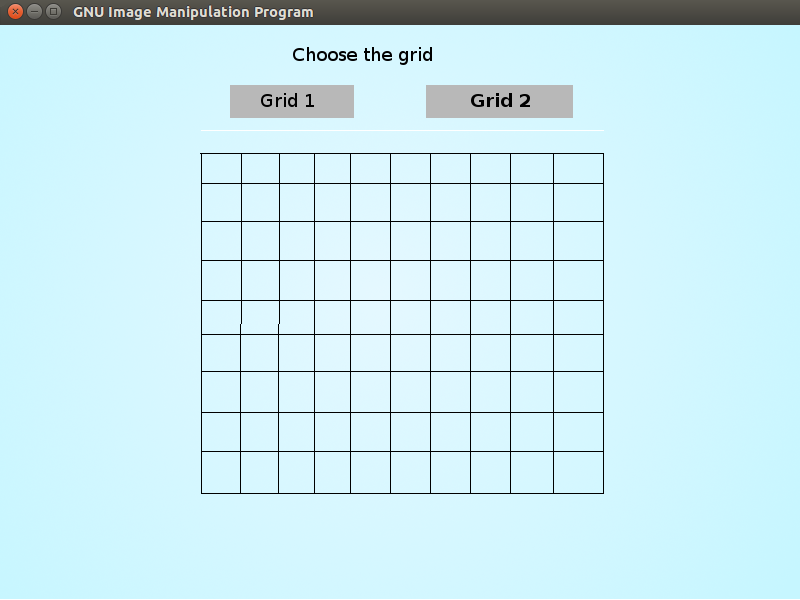 GNU Image Manipulation Program
Choose the grid
Grid 1 Grid 2